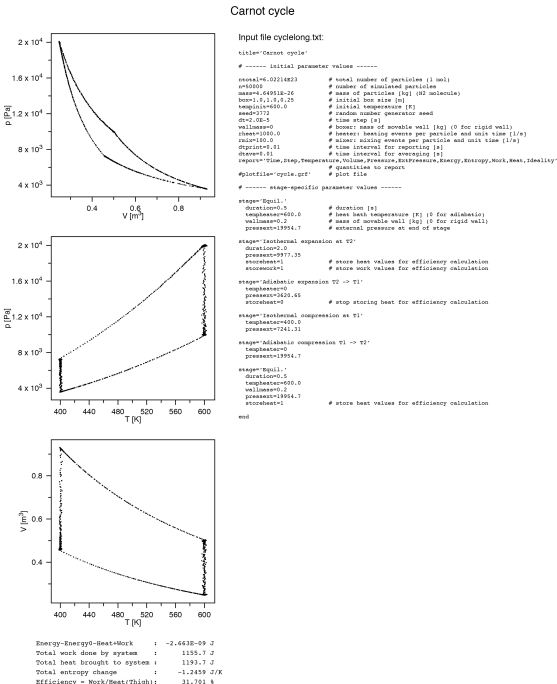 Carnot cycle
Input file cyclelong.txt:
title='Carnot cycle'
# ------ initial parameter values ------
ntotal=6.02214E23 # total number of particles (1 mol)
n=50000 # number of simulated particles
mass=4.64951E-26 # mass of particles [kg] (N2 molecule)
box=1.0,1.0,0.25 # initial box size [m]
tempinis=600.0 # initial temperature [K]
seed=3772 # random number generator seed
dt=2.0E-5 # time step [s]
wallmass=0 # boxer: mass of movable wall [kg] (0 for rigid wall)
rheat=1000.0 # heater: heating events per particle and unit time [1/s]
rmix=100.0 # mixer: mixing events per particle and unit time [1/s]
dtprint=0.01 # time interval for reporting [s]
dtave=0.01 # time interval for averaging [s]
report='Time,Step,Temperature,Volume,Pressure,ExtPressure,Energy,Entropy,Work,Heat,Ideality'
# quantities to report
#plotfile='cycle.grf' # plot file
# ------ stage-specific parameter values ------
stage='Equil.'
duration=0.5 # duration [s]
tempheater=600.0 # heat bath temperature [K] (0 for adiabatic)
wallmass=0.2 # mass of movable wall [kg] (0 for rigid wall)
pressext=19954.7 # external pressure at end of stage
stage='Isothermal expansion at T2'
duration=2.0
pressext=9977.35
storeheat=1 # store heat values for efficiency calculation
storework=1 # store work values for efficiency calculation
stage='Adiabatic expansion T2 -> T1'
tempheater=0
pressext=3620.65
storeheat=0 # stop storing heat for efficiency calculation
stage='Isothermal compression at T1'
tempheater=400.0
pressext=7241.31
stage='Adiabatic compression T1 -> T2'
tempheater=0
pressext=19954.7
stage='Equil.'
duration=0.5
tempheater=600.0
wallmass=0.2
pressext=19954.7
storeheat=1 # store heat values for efficiency calculation
end
2 x 10⁴
1.6 x 10⁴
1.2 x 10⁴
8 x 10³
4 x 10³
p [Pa]
0.4 0.6 0.8
V [m³]
2 x 10⁴
1.6 x 10⁴
1.2 x 10⁴
8 x 10³
4 x 10³
p [Pa]
400 440 480 520 560 600
T [K]
0.8
0.6
0.4
V [m³]
400 440 480 520 560 600
T [K]
Energy-Energy0-Heat+Work : -2.663E-09 J
Total work done by system : 1155.7 J
Total heat brought to system : 1193.7 J
Total entropy change : -1.2459 J/K
Efficiency = Work/Heat(Thigh): 31.701 %